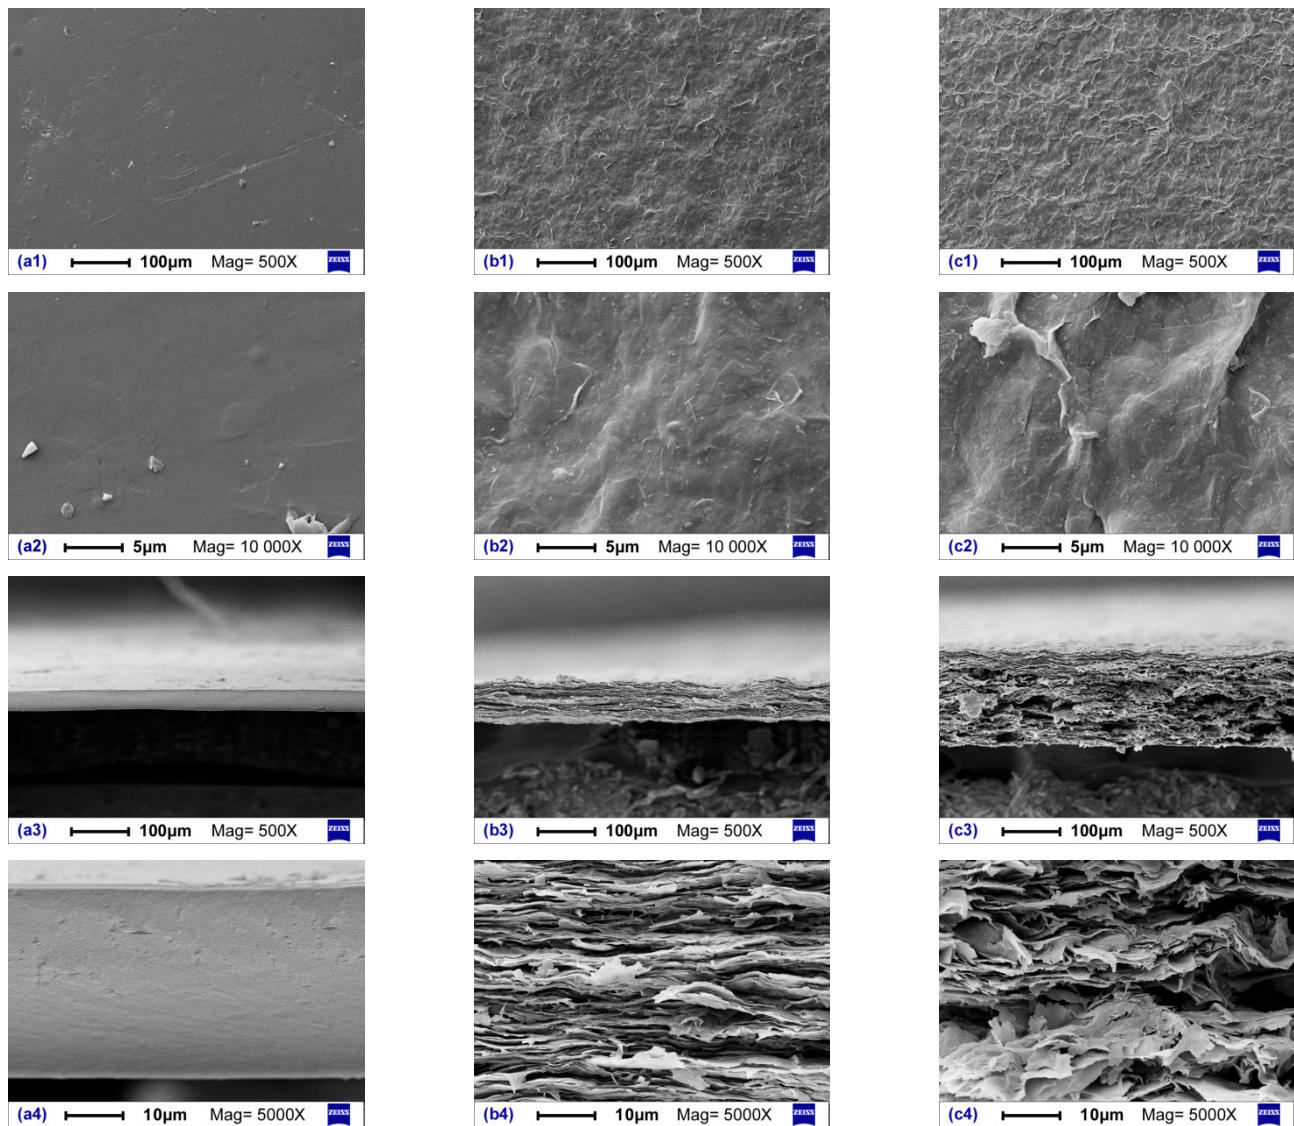 (a1) 100µm Mag= 500X ZEISS
(b1) 100µm Mag= 500X ZEISS
(c1) 100µm Mag= 500X ZEISS
(a2) 5µm Mag= 10 000X ZEISS
(b2) 5µm Mag= 10 000X ZEISS
(c2) 5µm Mag= 10 000X ZEISS
(a3) 100µm Mag= 500X ZEISS
(b3) 100µm Mag= 500X ZEISS
(c3) 100µm Mag= 500X ZEISS
(a4) 10µm Mag= 5000X ZEISS
(b4) 10µm Mag= 5000X ZEISS
(c4) 10µm Mag= 5000X ZEISS